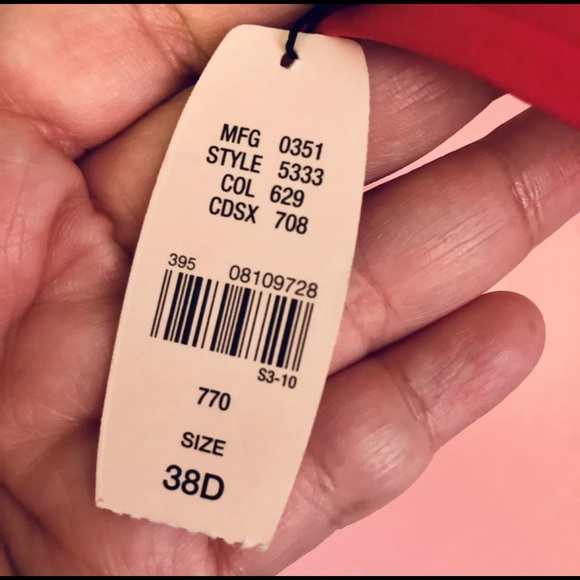 MFG 0351
STYLE 5333
COL 629
CDSX 708
395 08109728
S3-10
770
SIZE
38D